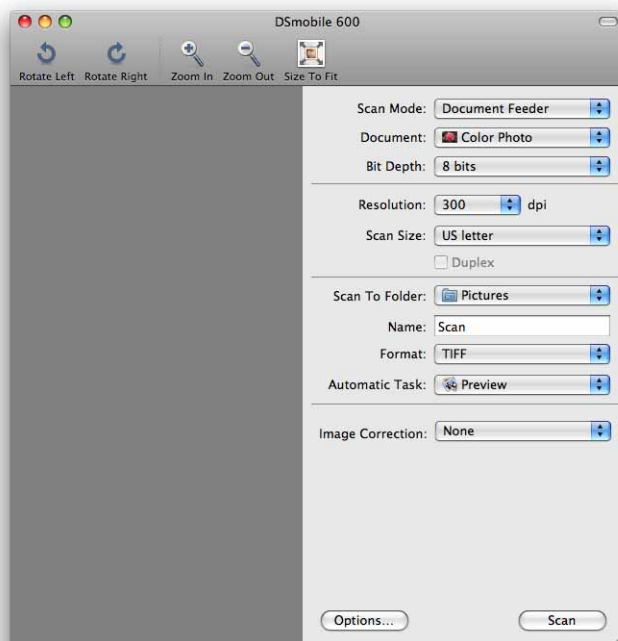 DSmobile 600
Rotate Left Rotate Right Zoom In Zoom Out Size To Fit
Scan Mode: Document Feeder
Document: Color Photo
Bit Depth: 8 bits
Resolution: 300 dpi
Scan Size: US letter
Duplex
Scan To Folder: Pictures
Name: Scan
Format: TIFF
Automatic Task: Preview
Image Correction: None
Options... Scan